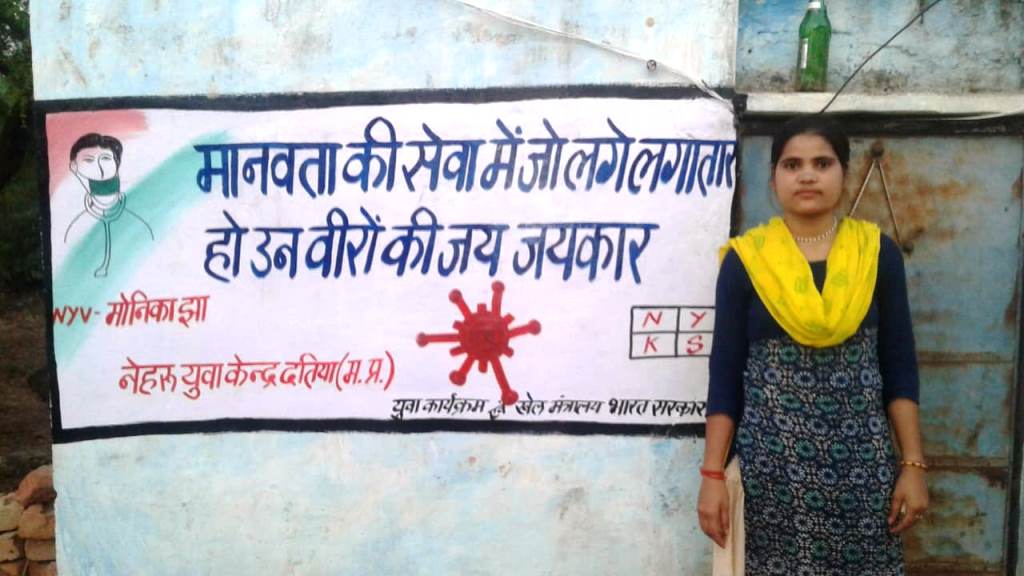 मानवता की सेवा में जो लगे लगातार
हो उन वीरों की जय जयकार
NYV- मोनिका झा
N Y
K S
नेहरू युवा केन्द्र दतिया (म. प्र.)
युवा कार्यक्रम एवं खेल मंत्रालय भारत सरकार